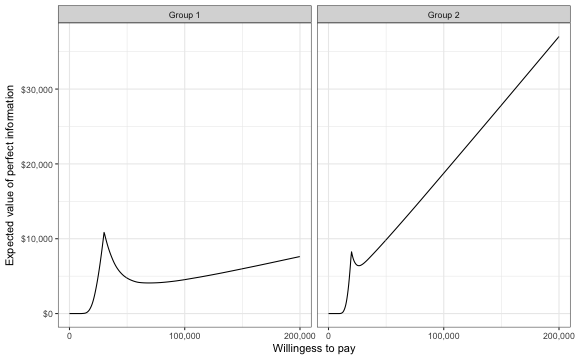 Group 1
Group 2
Expected value of perfect information
$30,000
$20,000
$10,000
$0
0
100,000
200,000
0
100,000
200,000
Willingess to pay